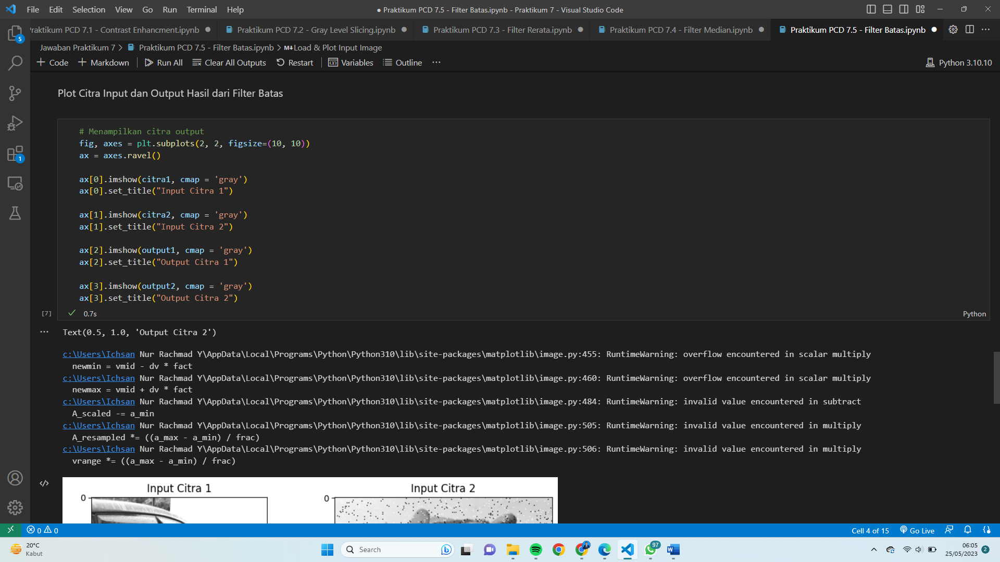 File Edit Selection View Go Run Terminal Help
● Praktikum PCD 7.5 - Filter Batas.ipynb - Praktikum 7 - Visual Studio Code
Praktikum PCD 7.1 - Contrast Enhancment.ipynb
Praktikum PCD 7.2 - Gray Level Slicing.ipynb
Praktikum PCD 7.3 - Filter Rerata.ipynb
Praktikum PCD 7.4 - Filter Median.ipynb
Praktikum PCD 7.5 - Filter Batas.ipynb
5
Jawaban Praktikum 7 > Praktikum PCD 7.5 - Filter Batas.ipynb > M↓Load & Plot Input Image
+ Code + Markdown Run All Clear All Outputs Restart Variables Outline ...
Python 3.10.10
Plot Citra Input dan Output Hasil dari Filter Batas
# Menampilkan citra output
fig, axes = plt.subplots(2, 2, figsize=(10, 10))
ax = axes.ravel()
1
ax[0].imshow(citra1, cmap = 'gray')
ax[0].set_title("Input Citra 1")
ax[1].imshow(citra2, cmap = 'gray')
ax[1].set_title("Input Citra 2")
ax[2].imshow(output1, cmap = 'gray')
ax[2].set_title("Output Citra 1")
ax[3].imshow(output2, cmap = 'gray')
ax[3].set_title("Output Citra 2")
[7] ✓ 0.7s
Python
... Text(0.5, 1.0, 'Output Citra 2')
c:\Users\Ichsan Nur Rachmad Y\AppData\Local\Programs\Python\Python310\lib\site-packages\matplotlib\image.py:455: RuntimeWarning: overflow encountered in scalar multiply
newmin = vmid - dv * fact
c:\Users\Ichsan Nur Rachmad Y\AppData\Local\Programs\Python\Python310\lib\site-packages\matplotlib\image.py:460: RuntimeWarning: overflow encountered in scalar multiply
newmax = vmid + dv * fact
c:\Users\Ichsan Nur Rachmad Y\AppData\Local\Programs\Python\Python310\lib\site-packages\matplotlib\image.py:484: RuntimeWarning: invalid value encountered in subtract
A_scaled -= a_min
c:\Users\Ichsan Nur Rachmad Y\AppData\Local\Programs\Python\Python310\lib\site-packages\matplotlib\image.py:505: RuntimeWarning: invalid value encountered in multiply
A_resampled *= ((a_max - a_min) / frac)
c:\Users\Ichsan Nur Rachmad Y\AppData\Local\Programs\Python\Python310\lib\site-packages\matplotlib\image.py:506: RuntimeWarning: invalid value encountered in multiply
vrange *= ((a_max - a_min) / frac)
Input Citra 1
Input Citra 2
0
0
0 0
Cell 4 of 15
Go Live
20°C
Kabut
Search
97
06:05
25/05/2023
2